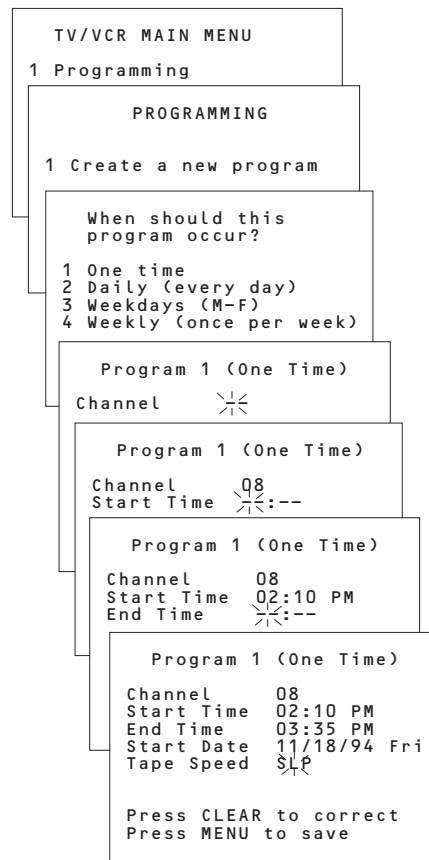 TV/VCR MAIN MENU
1 Programming
PROGRAMMING
1 Create a new program
When should this
program occur?
1 One time
2 Daily (every day)
3 Weekdays (M-F)
4 Weekly (once per week)
Program 1 (One Time)
Channel --
Program 1 (One Time)
Channel 08
Start Time --:--
Program 1 (One Time)
Channel 08
Start Time 02:10 PM
End Time --:--
Program 1 (One Time)
Channel 08
Start Time 02:10 PM
End Time 03:35 PM
Start Date 11/18/94 Fri
Tape Speed SLP
Press CLEAR to correct
Press MENU to save